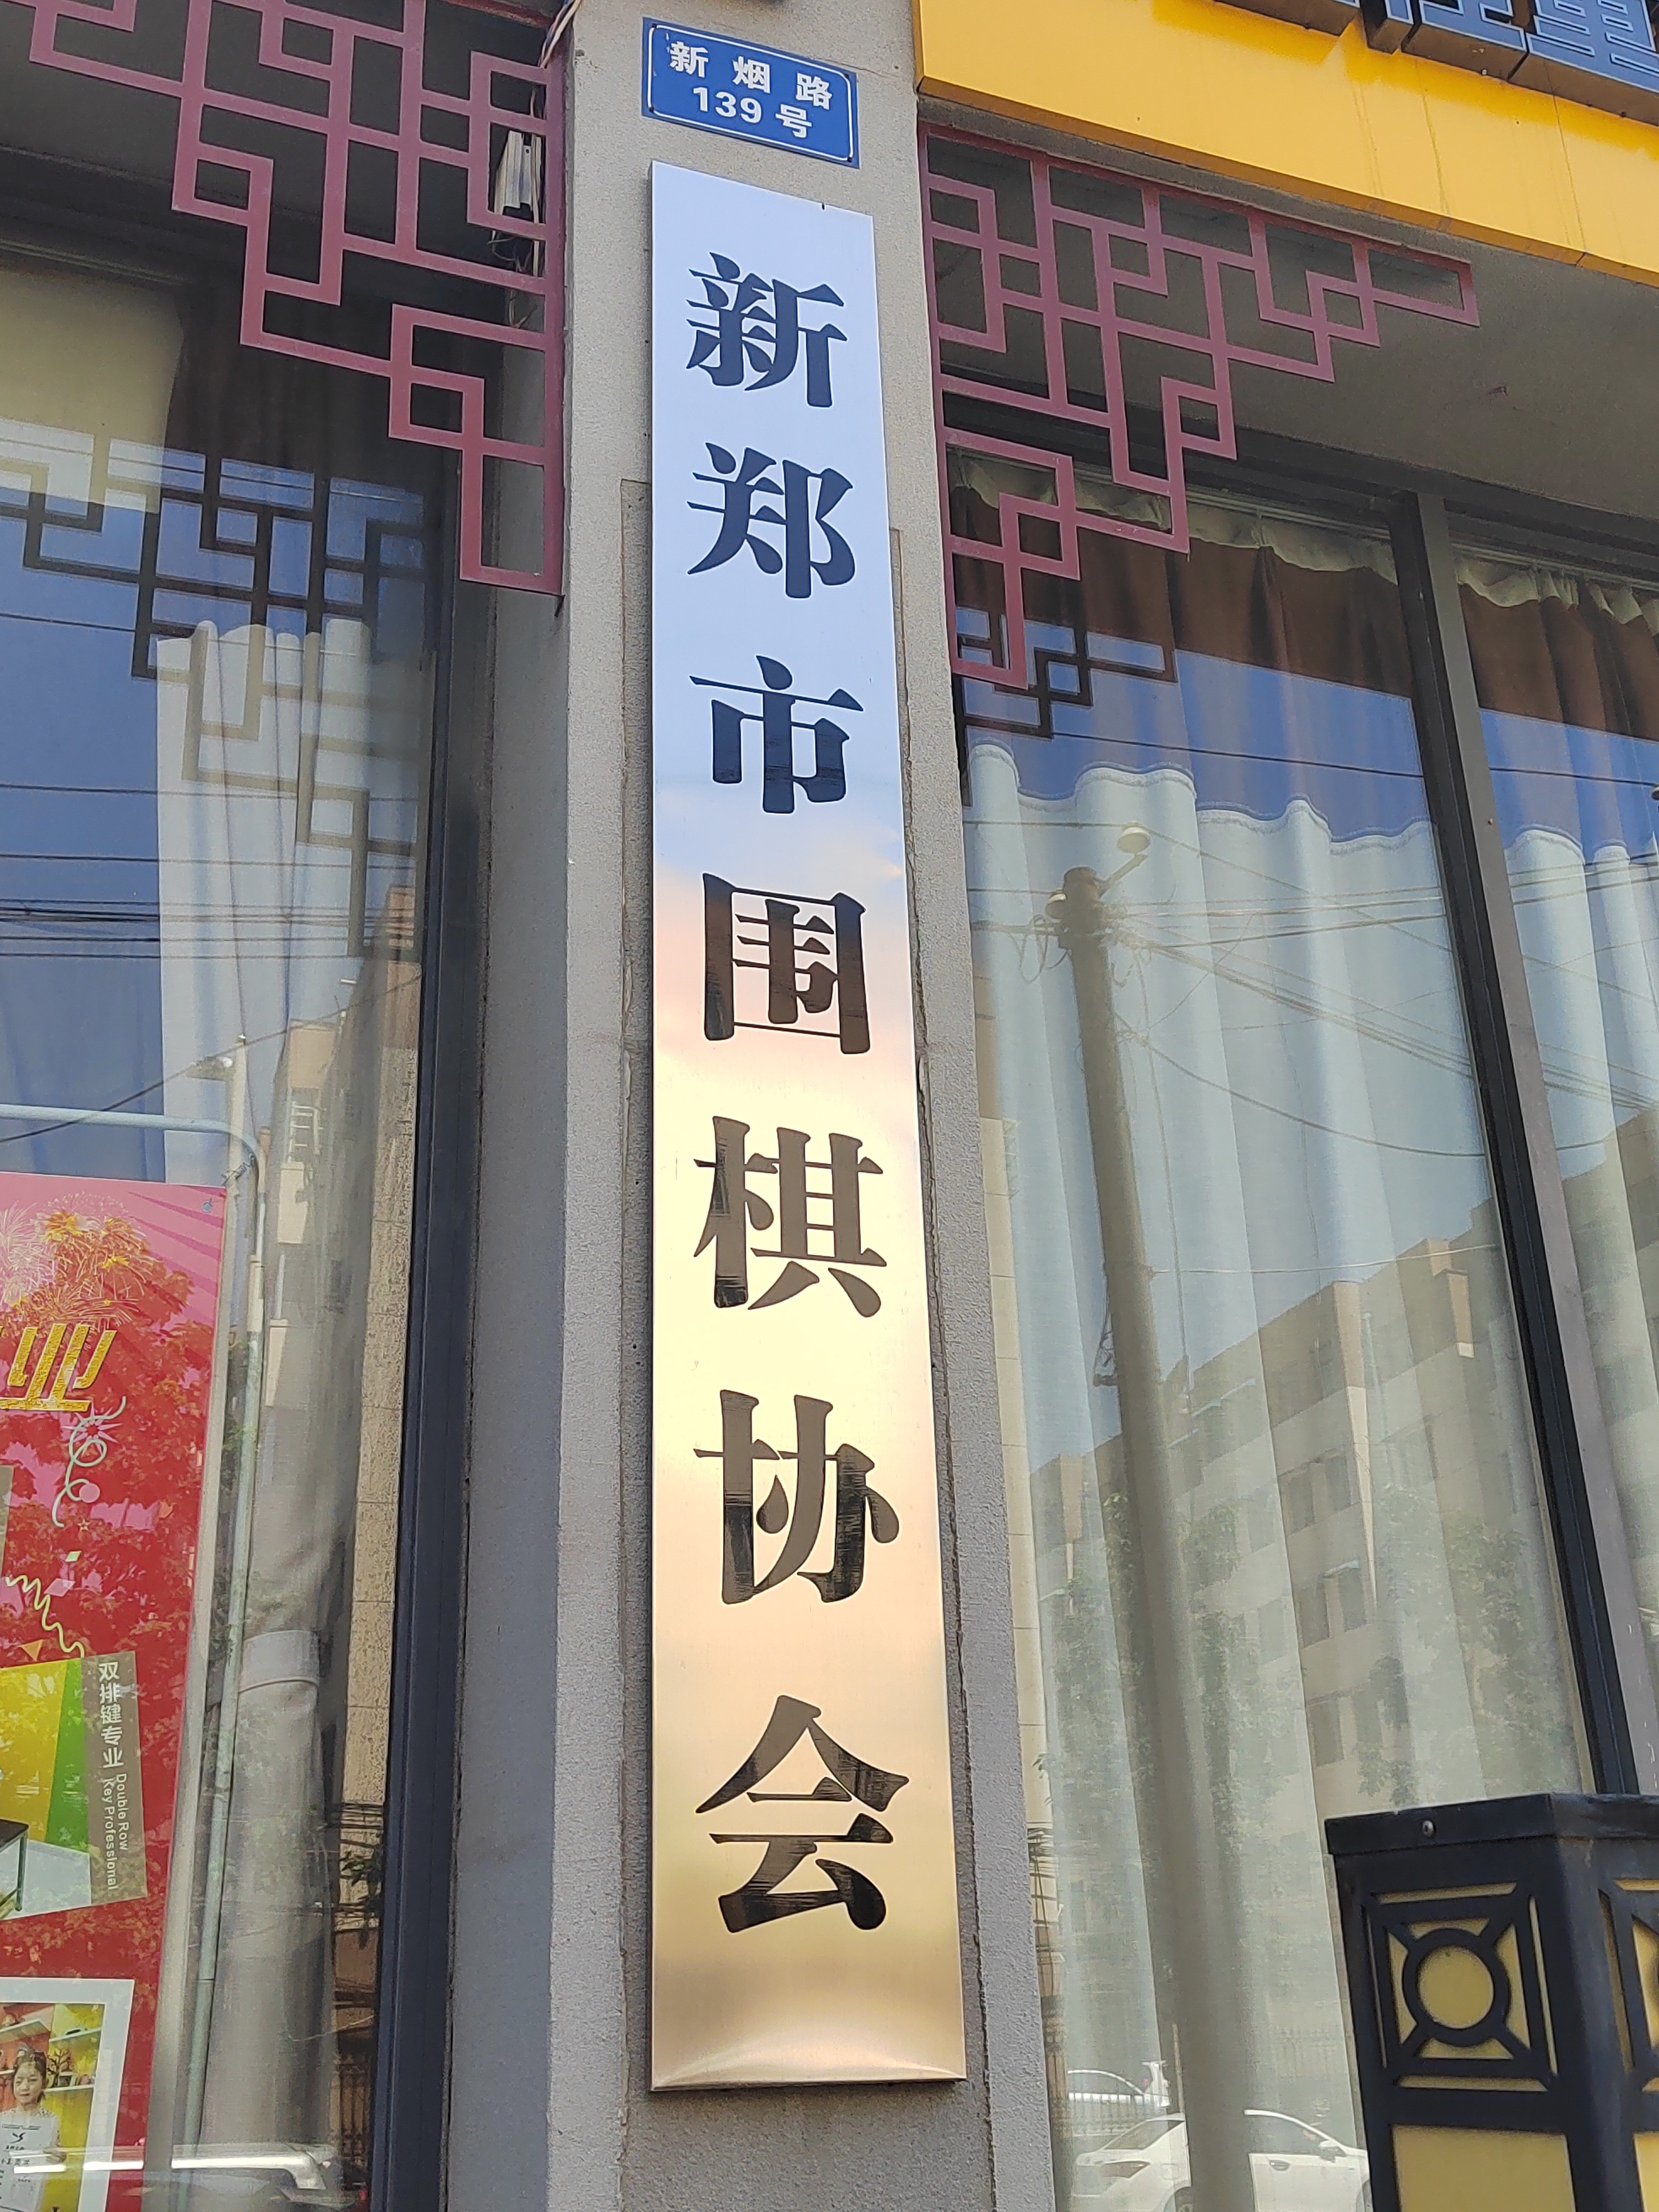 新烟路
139号
新郑市围棋协会
业
双排键专业
Double Row
Key Professional